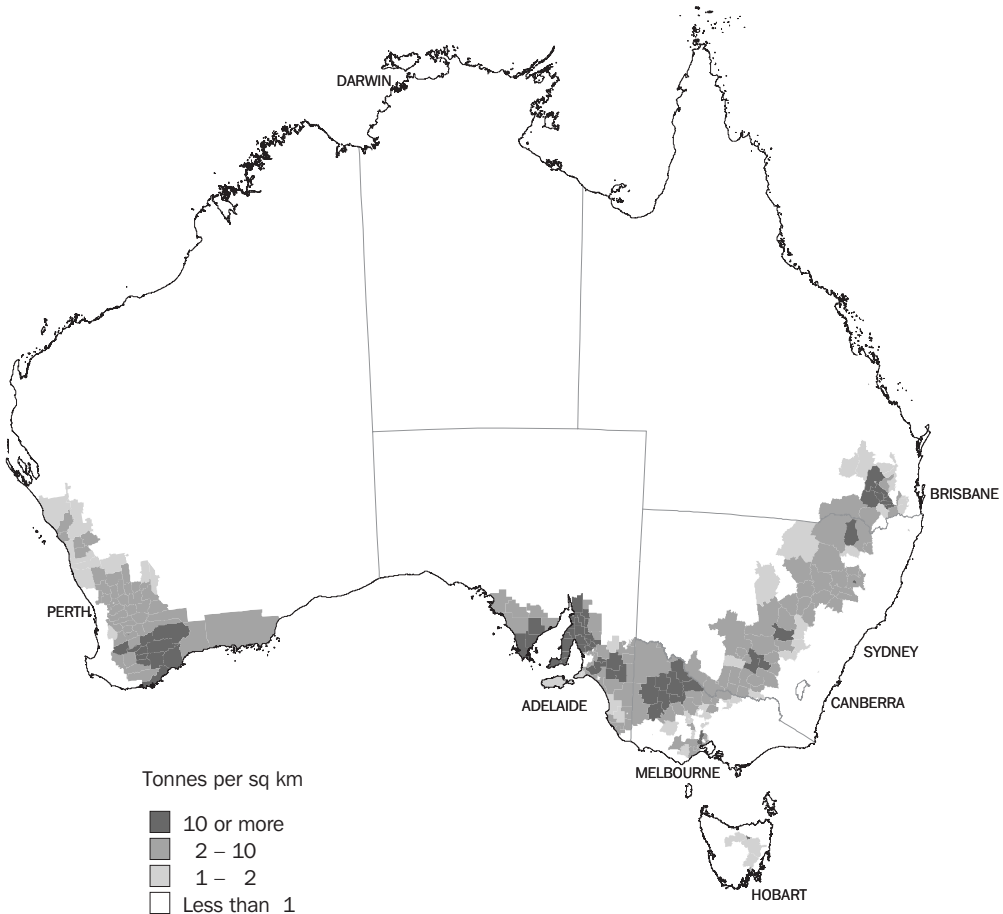 DARWIN
BRISBANE
PERTH
SYDNEY
ADELAIDE
CANBERRA
MELBOURNE
Tonnes per sq km
10 or more
2 – 10
1 – 2
Less than 1
HOBART